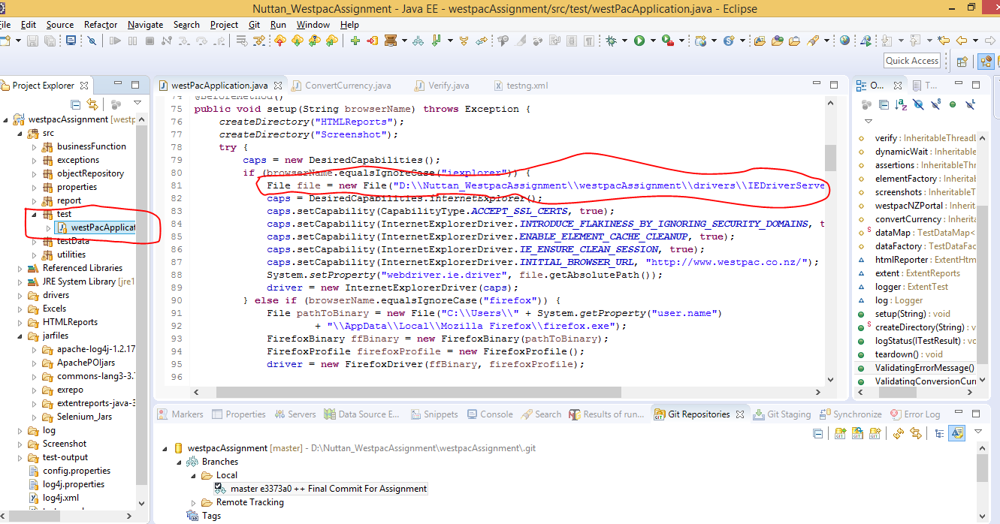 Nuttan_WestpacAssignment - Java EE - westpacAssignment/src/test/westPacApplication.java - Eclipse
File Edit Source Refactor Navigate Search Project Git Run Window Help
Quick Access
Project Explorer
westpacAssignment [westp
src
businessFunction
exceptions
objectRepository
properties
report
test
westPacApplicat
testData
utilities
Referenced Libraries
JRE System Library [jre1
drivers
Excels
HTMLReports
jarfiles
apache-log4j-1.2.17
ApachePOIjars
commons-lang3-3.
exrepo
extentreports-java-3
Selenium_Jars
log
Screenshot
test-output
config.properties
log4j.properties
log4j.xml
westPacApplication.java ConvertCurrency.java Verify.java testng.xml
74 @BeforeMethod()
75 public void setup(String browserName) throws Exception {
76 createDirectory("HTMLReports");
77 createDirectory("Screenshot");
78 try {
79 caps = new DesiredCapabilities();
80 if (browserName.equalsIgnoreCase("iexplorer")) {
81 File file = new File("D:\\Nuttan_WestpacAssignment\\westpacAssignment\\drivers\\IEDriverServe
82 caps = DesiredCapabilities.internetExplorer();
83 caps.setCapability(CapabilityType.ACCEPT_SSL_CERTS, true);
84 caps.setCapability(InternetExplorerDriver.INTRODUCE_FLAKINESS_BY_IGNORING_SECURITY_DOMAINS, t
85 caps.setCapability(InternetExplorerDriver.ENABLE_ELEMENT_CACHE_CLEANUP, true);
86 caps.setCapability(InternetExplorerDriver.IE_ENSURE_CLEAN_SESSION, true);
87 caps.setCapability(InternetExplorerDriver.INITIAL_BROWSER_URL, "http://www.westpac.co.nz/");
88 System.setProperty("webdriver.ie.driver", file.getAbsolutePath());
89 driver = new InternetExplorerDriver(caps);
90 } else if (browserName.equalsIgnoreCase("firefox")) {
91 File pathToBinary = new File("C:\\Users\\" + System.getProperty("user.name")
92 + "\\AppData\\Local\\Mozilla Firefox\\firefox.exe");
93 FirefoxBinary ffBinary = new FirefoxBinary(pathToBinary);
94 FirefoxProfile firefoxProfile = new FirefoxProfile();
95 driver = new FirefoxDriver(ffBinary, firefoxProfile);
96
O... T...
verify : InheritableThreadL
dynamicWait : Inheritable
assertions : InheritableThr
elementFactory : Inheritab
screenshots : InheritableT
westpacNZPortal : Inherit
convertCurrency : Inherita
dataMap : TestDataMap<
dataFactory : TestDataFac
htmlReporter : ExtentHtm
extent : ExtentReports
logger : ExtentTest
log : Logger
setup(String) : void
createDirectory(String) : v
logStatus(ITestResult) : vo
teardown() : void
ValidatingErrorMessage()
ValidatingConversionCurr
Markers Properties Servers Data Source E... Snippets Console Search Results of run... Git Repositories Git Staging Synchronize Error Log
westpacAssignment [master] - D:\Nuttan_WestpacAssignment\westpacAssignment\.git
Branches
Local
master e3373a0 ++ Final Commit For Assignment
Remote Tracking
Tags